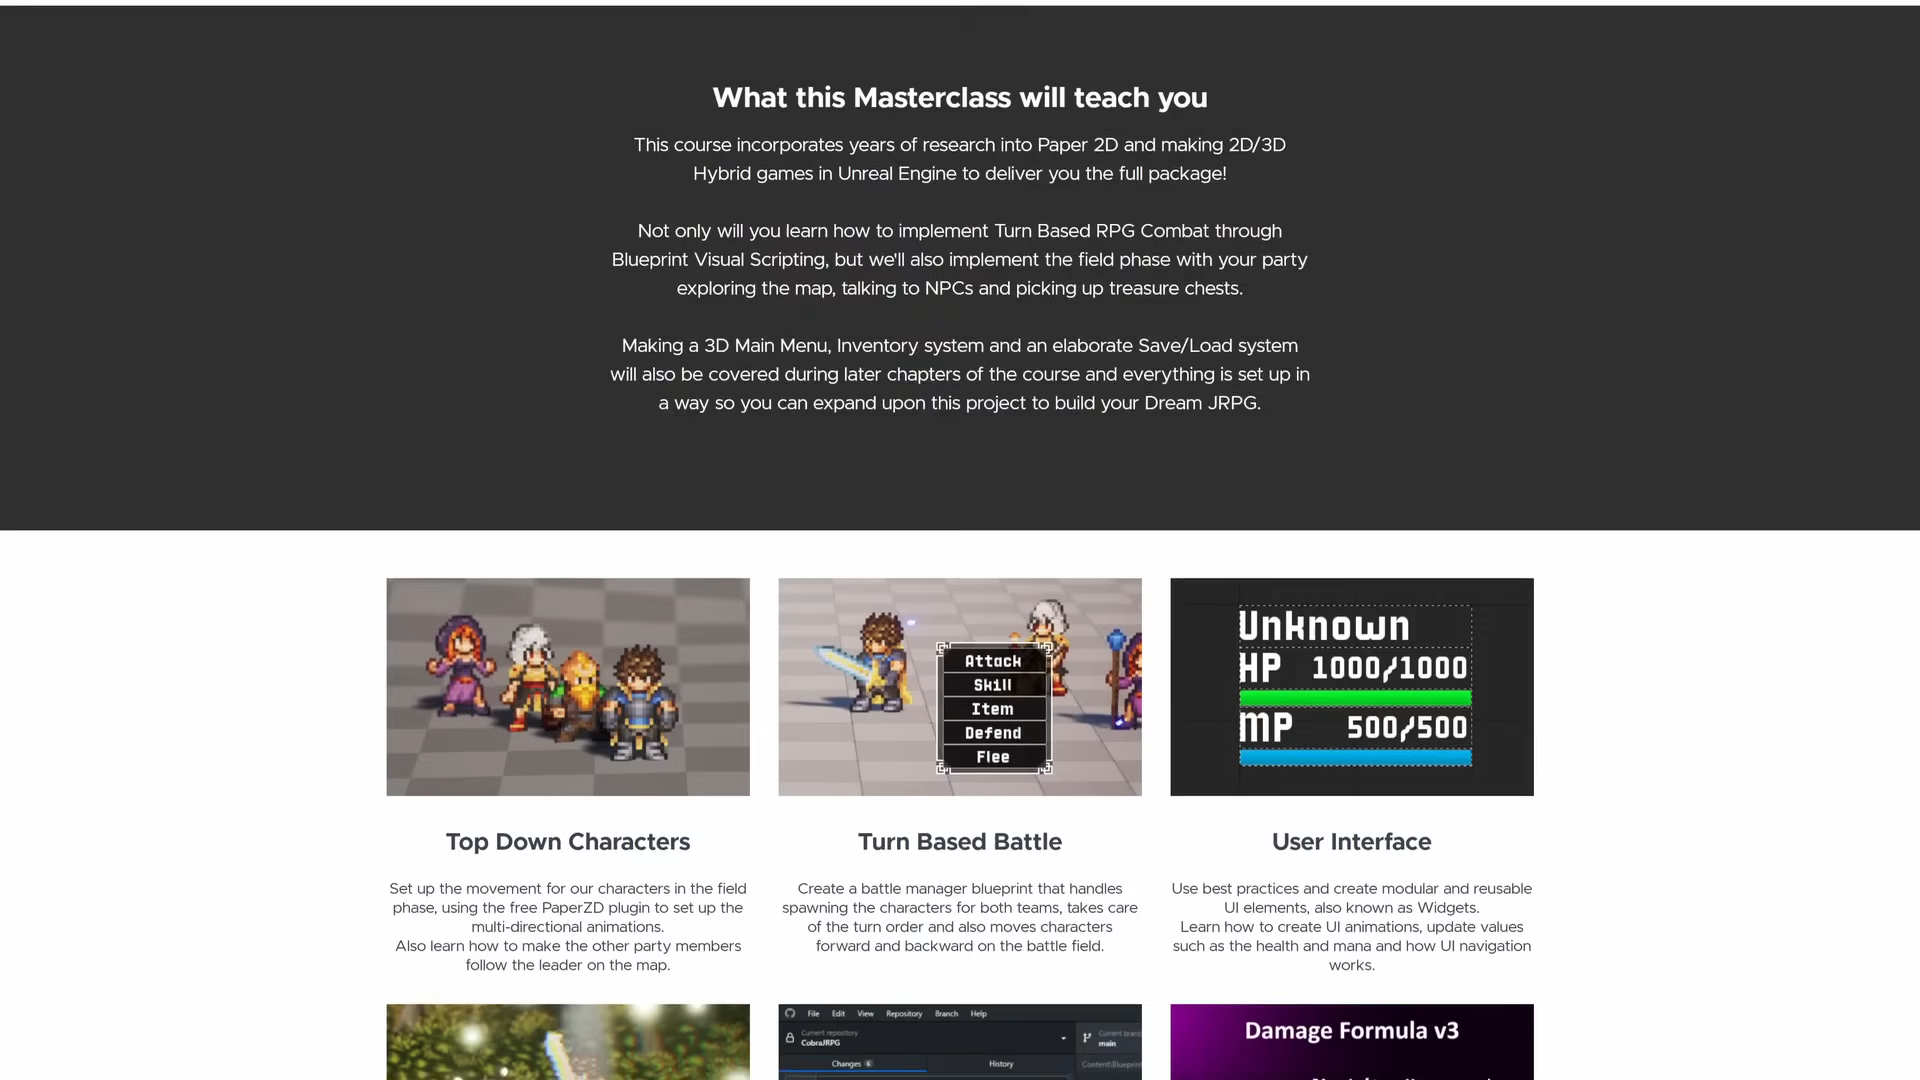 What this Masterclass will teach you
This course incorporates years of research into Paper 2D and making 2D/3D
Hybrid games in Unreal Engine to deliver you the full package!
Not only will you learn how to implement Turn Based RPG Combat through
Blueprint Visual Scripting, but we'll also implement the field phase with your party
exploring the map, talking to NPCs and picking up treasure chests.
Making a 3D Main Menu, Inventory system and an elaborate Save/Load system
will also be covered during later chapters of the course and everything is set up in
a way so you can expand upon this project to build your Dream JRPG.
Attack
Skill
Item
Defend
Flee
Unknown
HP 1000/1000
MP 500/500
Top Down Characters
Set up the movement for our characters in the field
phase, using the free PaperZD plugin to set up the
multi-directional animations.
Also learn how to make the other party members
follow the leader on the map.
Turn Based Battle
Create a battle manager blueprint that handles
spawning the characters for both teams, takes care
of the turn order and also moves characters
forward and backward on the battle field.
User Interface
Use best practices and create modular and reusable
UI elements, also known as Widgets.
Learn how to create UI animations, update values
such as the health and mana and how UI navigation
works.
File Edit View Repository Branch Help
Current repository
CobraJRPG
Current
main
Changes 6
History
Content\Blueprin
Damage Formula v3